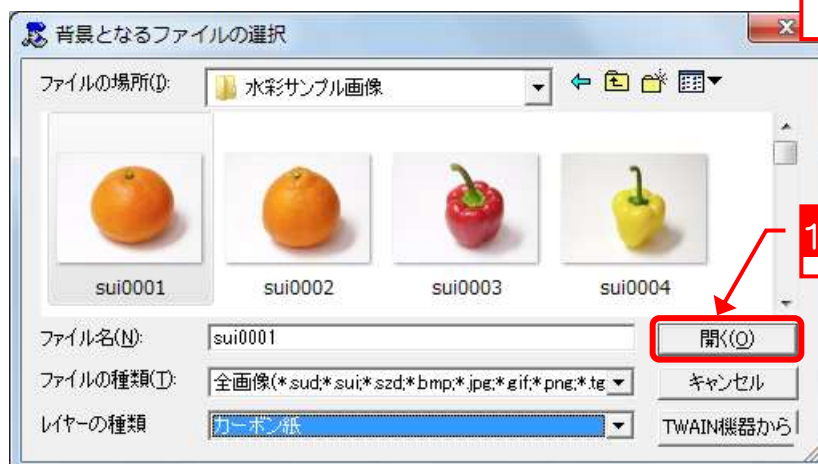 背景となるファイルの選択
ファイルの場所(I):
水彩サンプル画像
sui0001
sui0002
sui0003
sui0004
1
ファイル名(N):
sui0001
開く(O)
ファイルの種類(T):
全画像(*.sud;*.sui;*.szd;*.bmp;*.jpg;*.gif;*.png;*.tg
キャンセル
レイヤーの種類
カーボン紙
TWAIN機器から